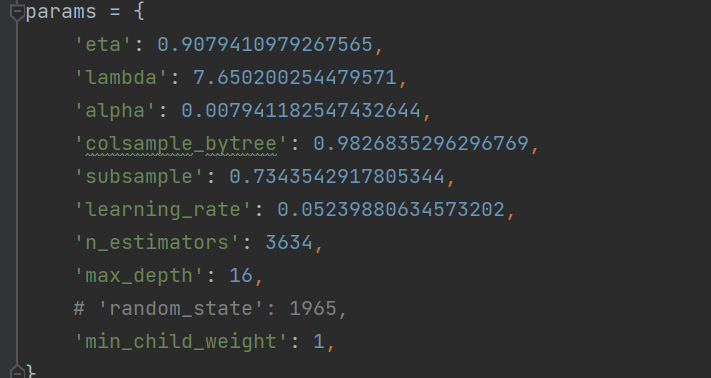 params = {
    'eta': 0.9079410979267565,
    'lambda': 7.650200254479571,
    'alpha': 0.007941182547432644,
    'colsample_bytree': 0.9826835296296769,
    'subsample': 0.7343542917805344,
    'learning_rate': 0.05239880634573202,
    'n_estimators': 3634,
    'max_depth': 16,
    # 'random_state': 1965,
    'min_child_weight': 1,
}